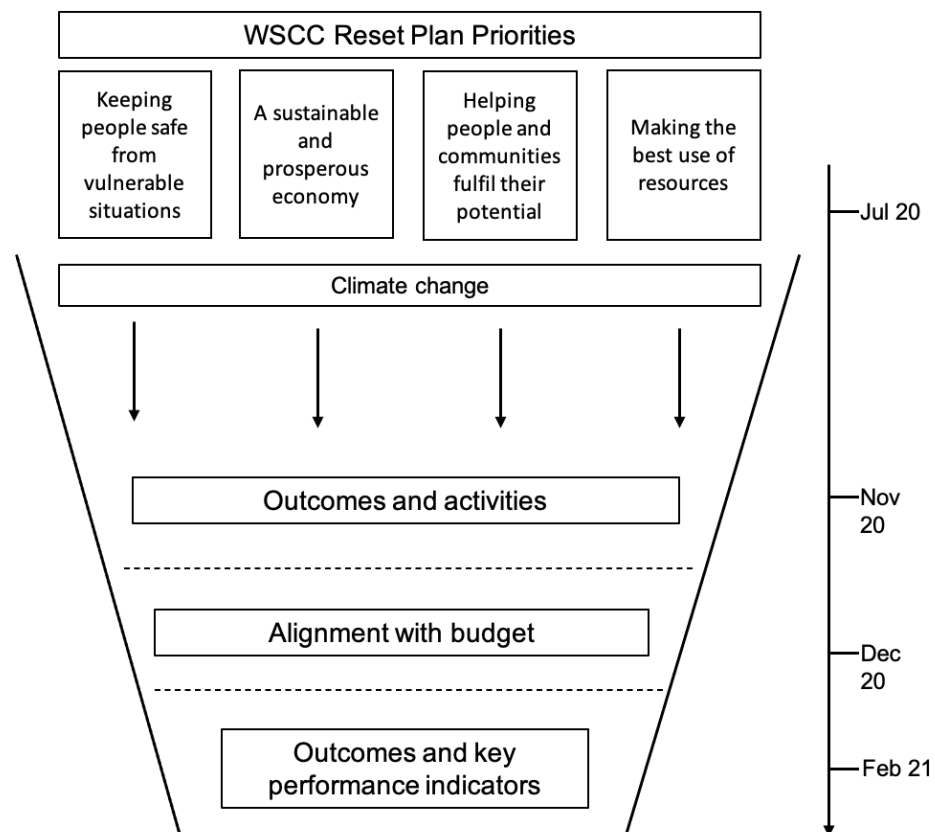 WSCC Reset Plan Priorities
Keeping
people safe
from
vulnerable
situations
A sustainable
and
prosperous
economy
Helping
people and
communities
fulfil their
potential
Making the
best use of
resources
Jul 20
Climate change
Outcomes and activities
Nov
20
Alignment with budget
Dec
20
Outcomes and key
performance indicators
Feb 21